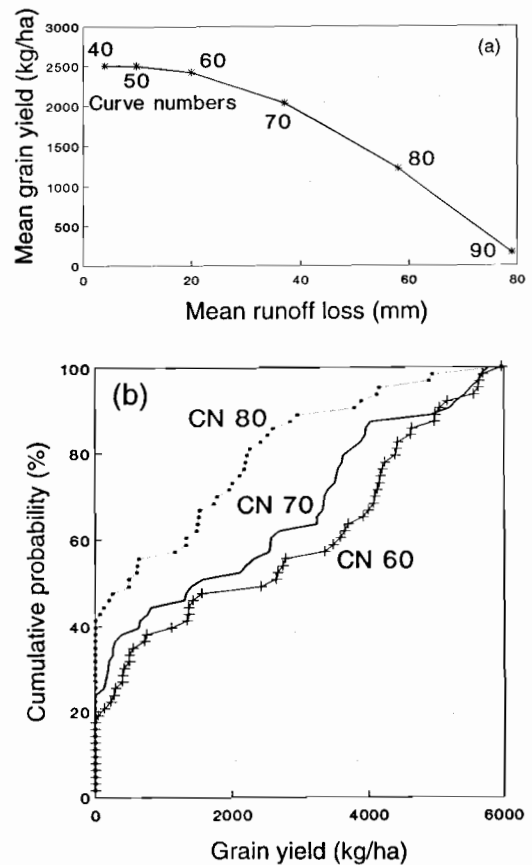 (a)
Mean grain yield (kg/ha)
3000
2500
2000
1500
1000
500
0
40
50
60
70
80
90
Curve numbers
0
20
40
60
80
Mean runoff loss (mm)
(b)
Cumulative probability (%)
100
80
60
40
20
0
CN 80
CN 70
CN 60
0
2000
4000
6000
Grain yield (kg/ha)